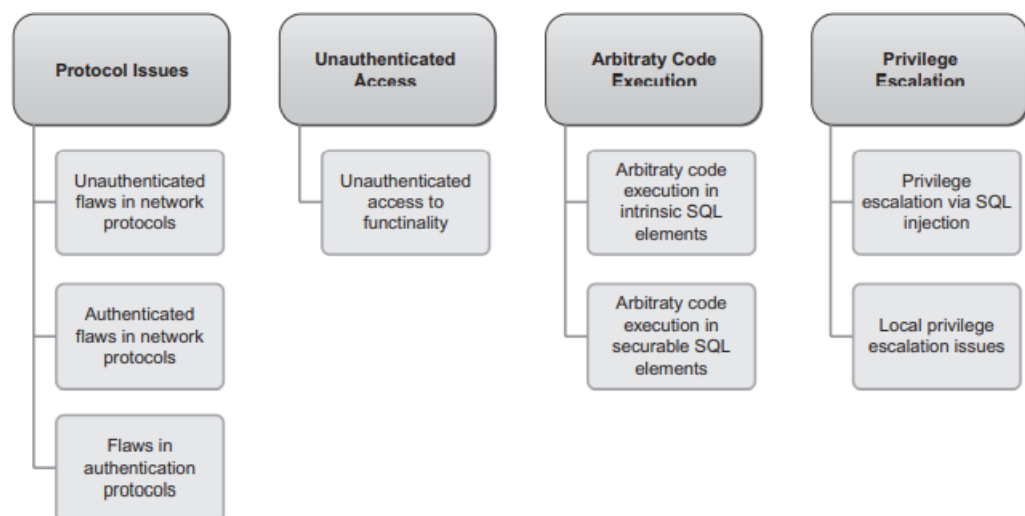 Protocol Issues
Unauthenticated
flaws in network
protocols
Authenticated
flaws in network
protocols
Flaws in
authentication
protocols
Unauthenticated
Access
Unauthenticated
access to
functinality
Arbitraty Code
Execution
Arbitraty code
execution in
intrinsic SQL
elements
Arbitraty code
execution in
securable SQL
elements
Privilege
Escalation
Privilege
escalation via SQL
injection
Local privilege
escalation issues